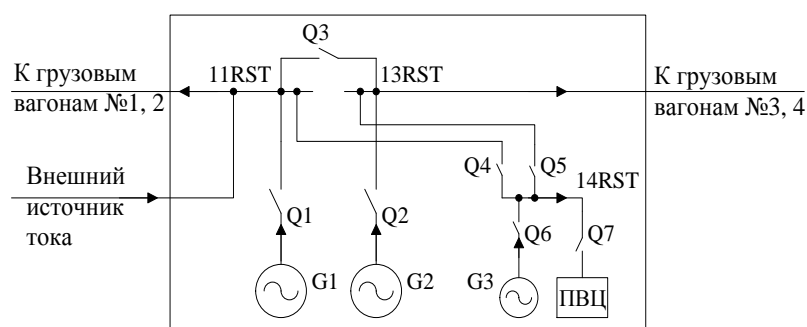 Q3
К грузовым
вагонам №1, 2
11RST
13RST
К грузовым
вагонам №3, 4
Внешний
источник
тока
Q4
Q5
14RST
Q1
Q2
Q6
Q7
G1
G2
G3
ПВЦ